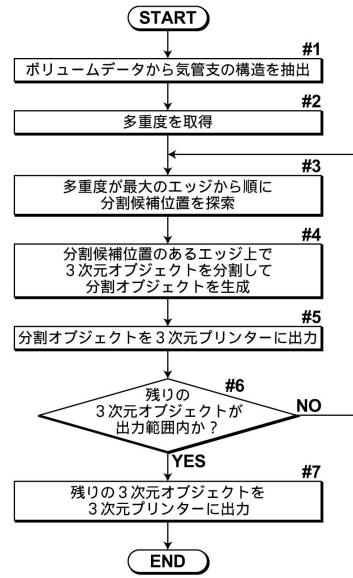 START
#1
ボリュームデータから気管支の構造を抽出
#2
多重度を取得
#3
多重度が最大のエッジから順に
分割候補位置を探索
#4
分割候補位置のあるエッジ上で
3次元オブジェクトを分割して
分割オブジェクトを生成
#5
分割オブジェクトを3次元プリンターに出力
#6
残りの
3次元オブジェクトが
出力範囲内か？
NO
YES
#7
残りの3次元オブジェクトを
3次元プリンターに出力
END